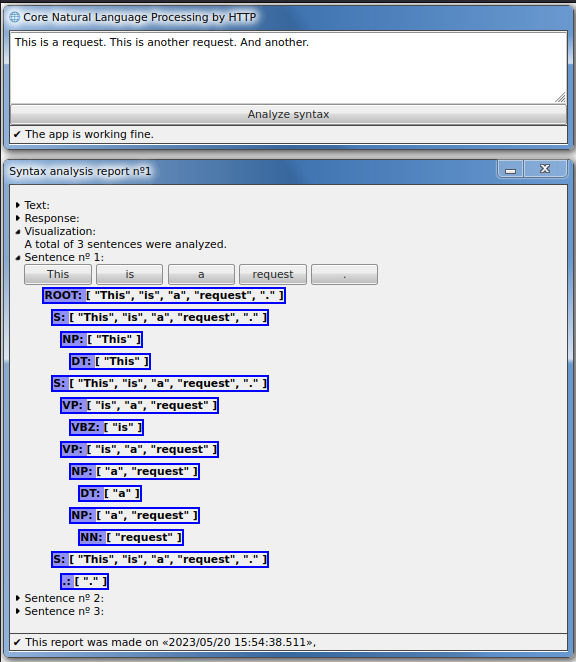 Core Natural Language Processing by HTTP
This is a request. This is another request. And another.
Analyze syntax
✔ The app is working fine.
Syntax analysis report nº1
Text:
Response:
Visualization:
A total of 3 sentences were analyzed.
Sentence nº 1:
This is a request .
ROOT: [ "This", "is", "a", "request", "." ]
S: [ "This", "is", "a", "request", "." ]
NP: [ "This" ]
DT: [ "This" ]
S: [ "This", "is", "a", "request", "." ]
VP: [ "is", "a", "request" ]
VBZ: [ "is" ]
VP: [ "is", "a", "request" ]
NP: [ "a", "request" ]
DT: [ "a" ]
NP: [ "a", "request" ]
NN: [ "request" ]
S: [ "This", "is", "a", "request", "." ]
.: [ "." ]
Sentence nº 2:
Sentence nº 3:
✔ This report was made on «2023/05/20 15:54:38.511»,